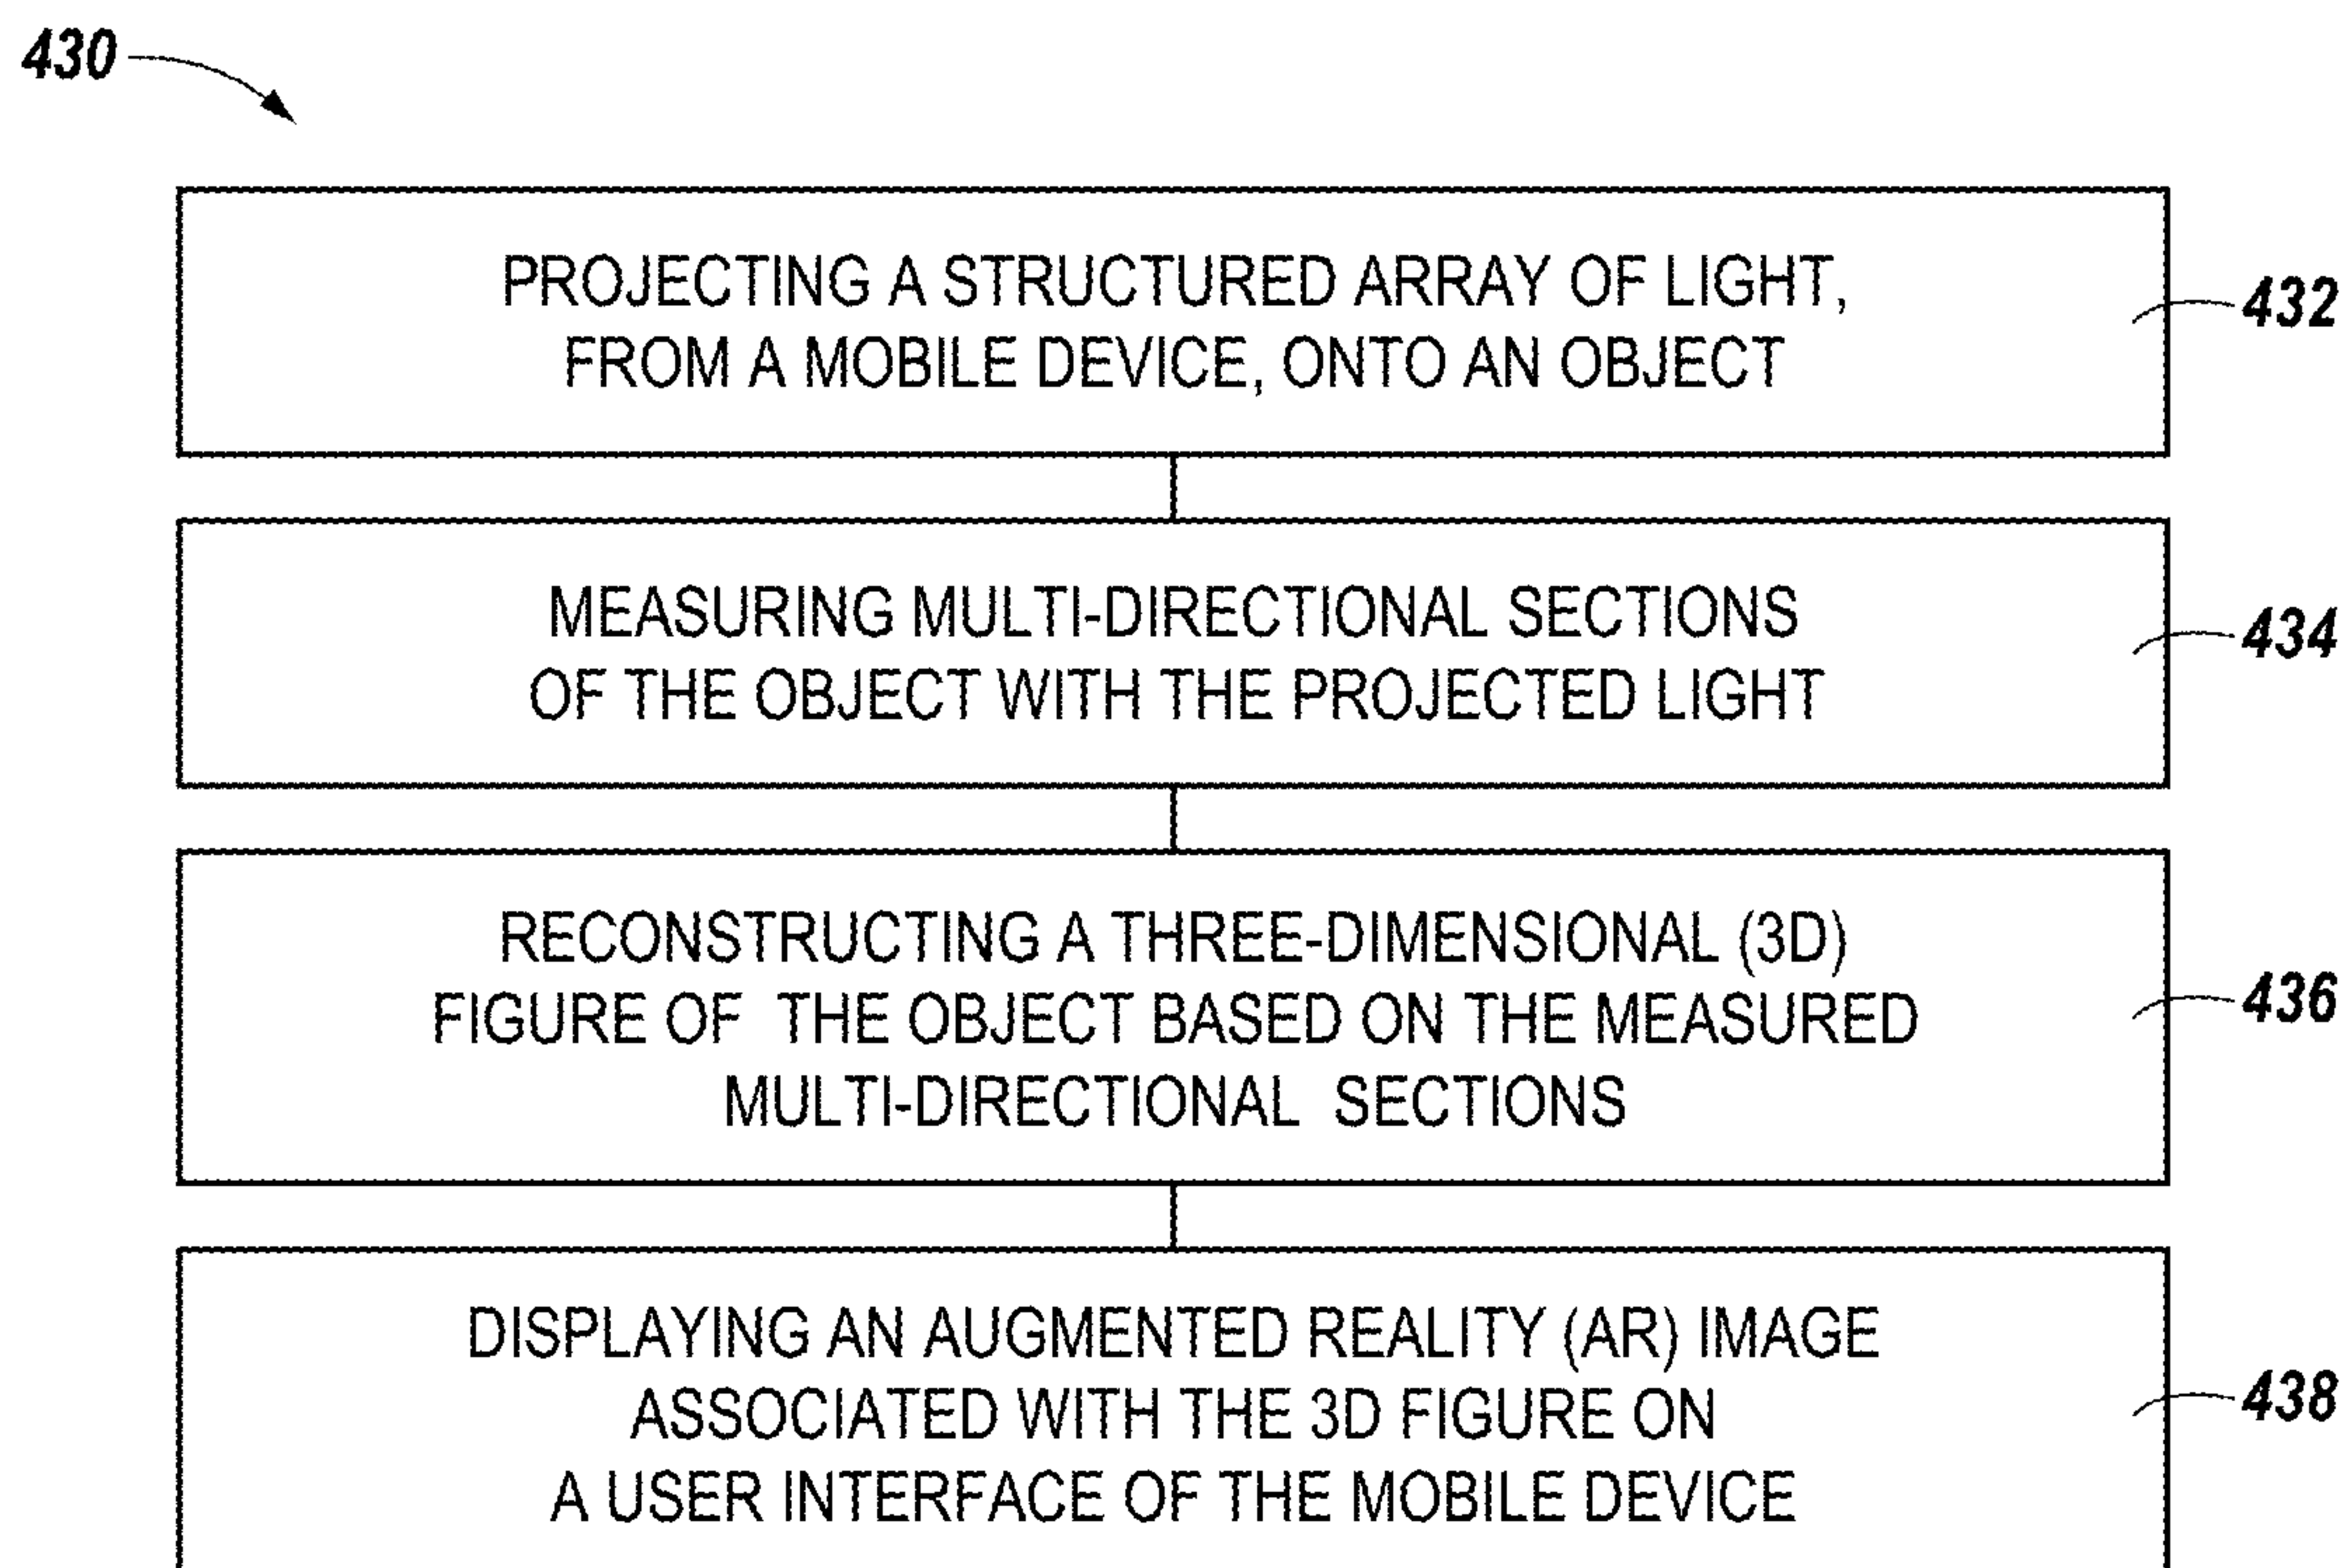 430
PROJECTING A STRUCTURED ARRAY OF LIGHT,
FROM A MOBILE DEVICE, ONTO AN OBJECT
432
MEASURING MULTI-DIRECTIONAL SECTIONS
OF THE OBJECT WITH THE PROJECTED LIGHT
434
RECONSTRUCTING A THREE-DIMENSIONAL (3D)
FIGURE OF THE OBJECT BASED ON THE MEASURED
MULTI-DIRECTIONAL SECTIONS
436
DISPLAYING AN AUGMENTED REALITY (AR) IMAGE
ASSOCIATED WITH THE 3D FIGURE ON
A USER INTERFACE OF THE MOBILE DEVICE
438